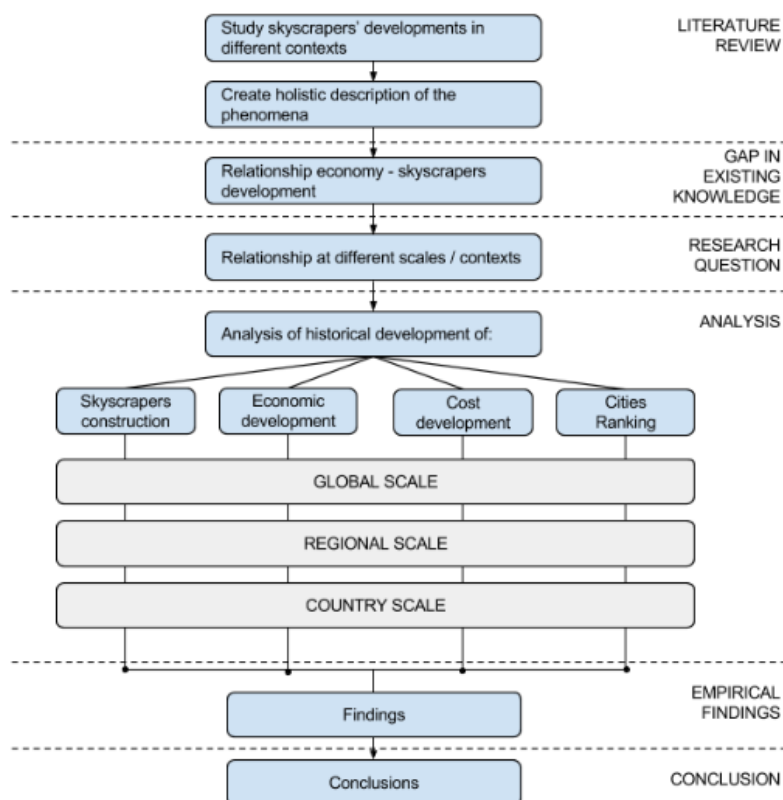 Study skyscrapers' developments in
different contexts
LITERATURE
REVIEW
Create holistic description of the
phenomena
Relationship economy - skyscrapers
development
GAP IN
EXISTING
KNOWLEDGE
Relationship at different scales / contexts
RESEARCH
QUESTION
Analysis of historical development of:
ANALYSIS
Skyscrapers
construction
Economic
development
Cost
development
Cities
Ranking
GLOBAL SCALE
REGIONAL SCALE
COUNTRY SCALE
Findings
EMPIRICAL
FINDINGS
Conclusions
CONCLUSION